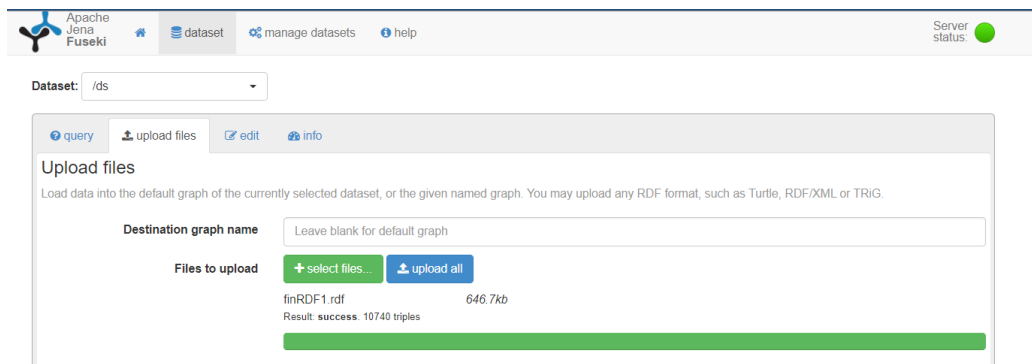 Apache
Jena
Fuseki
dataset
manage datasets
help
Server
status:
Dataset:
/ds
query
upload files
edit
info
Upload files
Load data into the default graph of the currently selected dataset, or the given named graph. You may upload any RDF format, such as Turtle, RDF/XML or TRiG.
Destination graph name
Leave blank for default graph
Files to upload
select files...
upload all
finRDF1.rdf 646.7kb
Result: success. 10740 triples